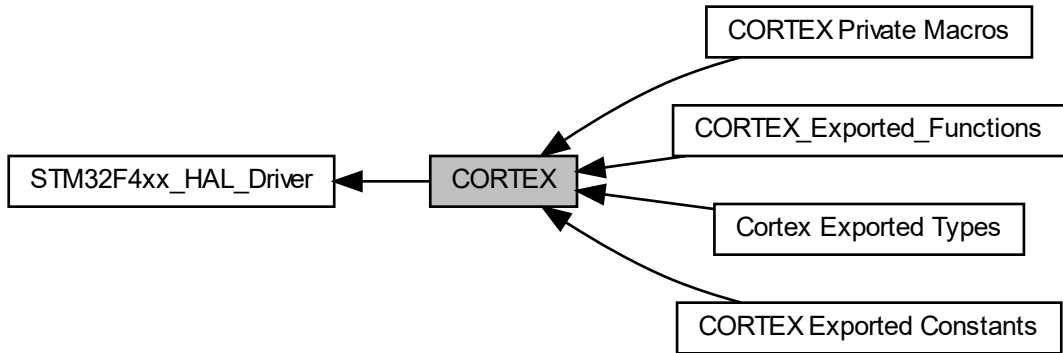 CORTEX Private Macros
CORTEX_Exported_Functions
STM32F4xx_HAL_Driver
CORTEX
Cortex Exported Types
CORTEX Exported Constants